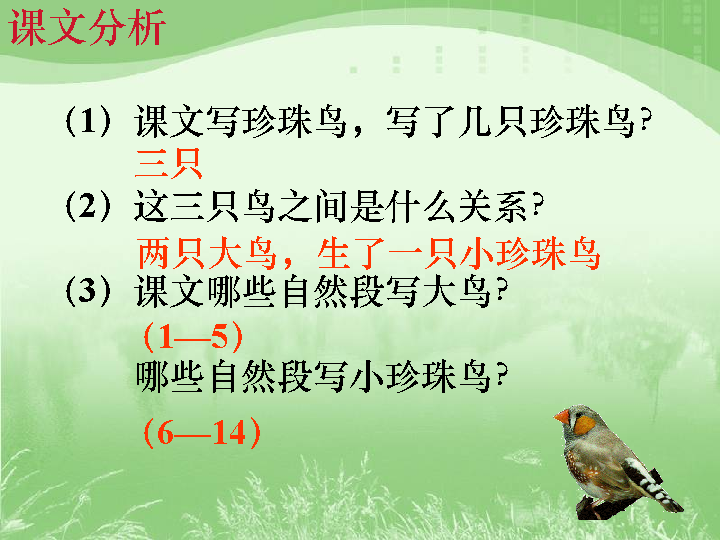 课文分析
（1）课文写珍珠鸟，写了几只珍珠鸟？
三只
（2）这三只鸟之间是什么关系？
两只大鸟，生了一只小珍珠鸟
（3）课文哪些自然段写大鸟？
（1—5）
哪些自然段写小珍珠鸟？
（6—14）